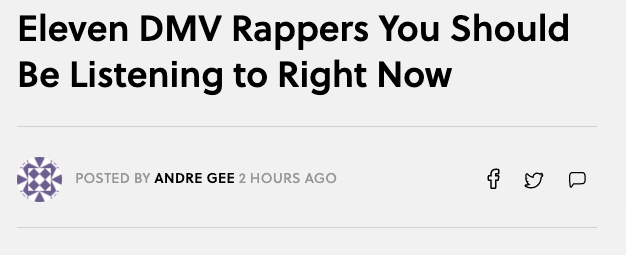 Eleven DMV Rappers You Should
Be Listening to Right Now
POSTED BY ANDRE GEE 2 HOURS AGO